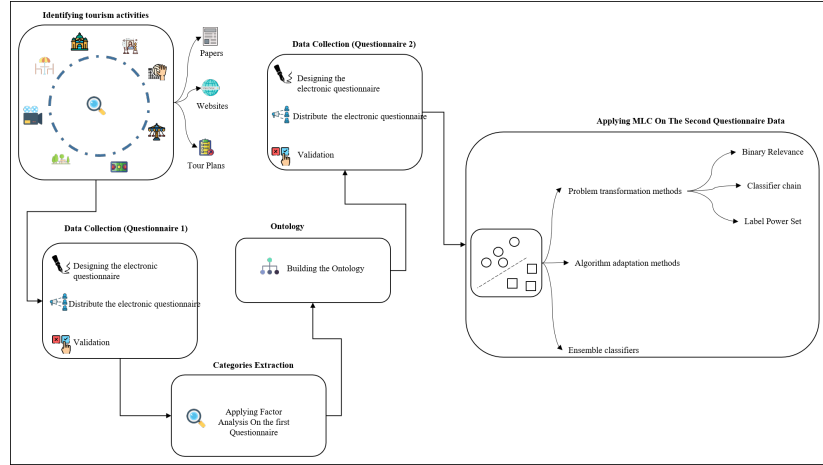 Identifying tourism activities
Papers
Websites
Tour Plans
Data Collection (Questionnaire 1)
Designing the electronic
questionnaire
Distribute the electronic questionnaire
Validation
Categories Extraction
Applying Factor
Analysis On the first
Questionnaire
Ontology
Building the Ontology
Data Collection (Questionnaire 2)
Designing the
electronic questionnaire
Distribute the electronic questionnaire
Validation
Applying MLC On The Second Questionnaire Data
Problem transformation methods
Binary Relevance
Classifier chain
Label Power Set
Algorithm adaptation methods
Ensemble classifiers